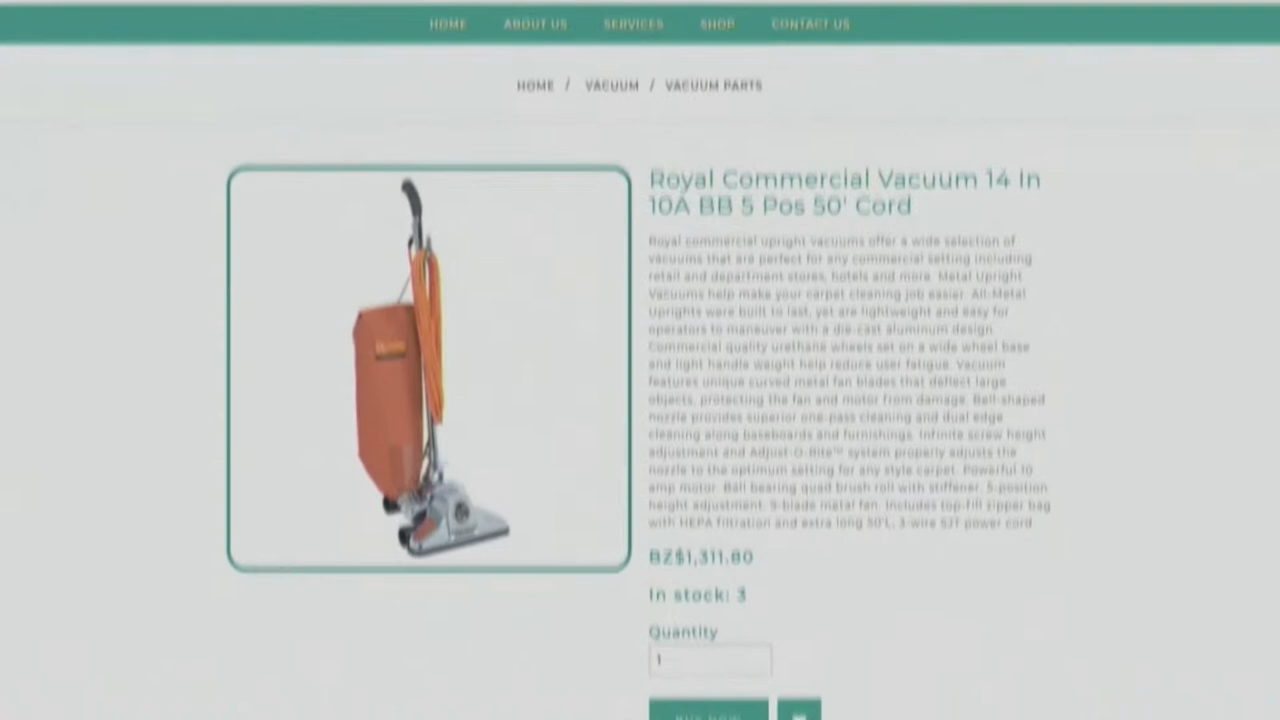 HOME ABOUT US SERVICES SHOP CONTACT US
HOME / VACUUM / VACUUM PARTS
Royal Commercial Vacuum 14 In
10A BB 5 Pos 50' Cord
Royal commercial upright vacuums offer a wide selection of
vacuums that are perfect for any commercial setting including
retail and department stores, hotels and more. Metal Upright
Vacuums help make your carpet cleaning job easier. All-Metal
Uprights were built to last, yet are lightweight and easy for
operators to maneuver with a die-cast aluminum design.
Commercial quality urethane wheels set on a wide wheel base
and light handle weight help reduce user fatigue. Vacuum
features unique curved metal fan blades that deflect large
objects, protecting the fan and motor from damage. Bell-shaped
nozzle provides superior one-pass cleaning and dual edge
cleaning along baseboards and furnishings. Infinite screw height
adjustment and Adjust-O-Rite™ system properly adjusts the
nozzle to the optimum setting for any style carpet. Powerful 10
amp motor. Ball bearing quad brush roll with stiffener. 5-position
height adjustment. 9-blade metal fan. Includes top-fill zipper bag
with HEPA filtration and extra long 50'L, 3-wire SJT power cord
BZ$1,311.80
In stock: 3
Quantity
1